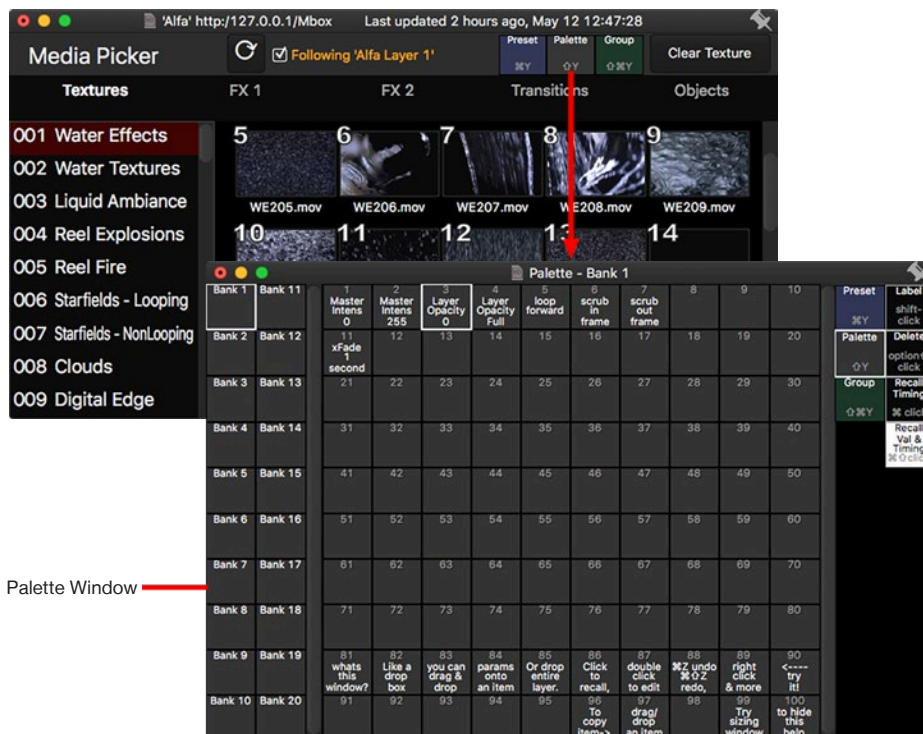 'Alfa' http:/127.0.0.1/Mbox Last updated 2 hours ago, May 12 12:47:28
Media Picker
Following 'Alfa Layer 1'
Preset ⌘Y
Palette ⇧Y
Group ⇧⌘Y
Clear Texture
Textures FX 1 FX 2 Transitions Objects
001 Water Effects
002 Water Textures
003 Liquid Ambiance
004 Reel Explosions
005 Reel Fire
006 Starfields - Looping
007 Starfields - NonLooping
008 Clouds
009 Digital Edge
5 6 7 8 9
WE205.mov WE206.mov WE207.mov WE208.mov WE209.mov
10 11 12 13 14
Palette - Bank 1
Bank 1 Bank 11
Bank 2 Bank 12
Bank 3 Bank 13
Bank 4 Bank 14
Bank 5 Bank 15
Bank 6 Bank 16
Bank 7 Bank 17
Bank 8 Bank 18
Bank 9 Bank 19
Bank 10 Bank 20
1 Master Intens 0
2 Master Intens 255
3 Layer Opacity 0
4 Layer Opacity Full
5 loop forward
6 scrub in frame
7 scrub out frame
8 9 10
11 xFade 1 second
12 13 14 15 16 17 18 19 20
21 22 23 24 25 26 27 28 29 30
31 32 33 34 35 36 37 38 39 40
41 42 43 44 45 46 47 48 49 50
51 52 53 54 55 56 57 58 59 60
61 62 63 64 65 66 67 68 69 70
71 72 73 74 75 76 77 78 79 80
81 whats this window?
82 Like a drop box
83 you can drag & drop
84 params onto an item
85 Or drop entire layer.
86 Click to recall,
87 double click to edit
88 ⌘Z undo ⌘⇧Z redo,
89 right click & more
90 <---- try it!
91 92 93 94 95
96 To copy item->
97 drag/ drop an item
98
99 Try sizing window
100 to hide this help
Preset ⌘Y
Label shift- click
Palette ⇧Y
Delete option- click
Group ⇧⌘Y
Recall Timing ⌘ click
Recall Val & Timing ⌘⇧click
Palette Window